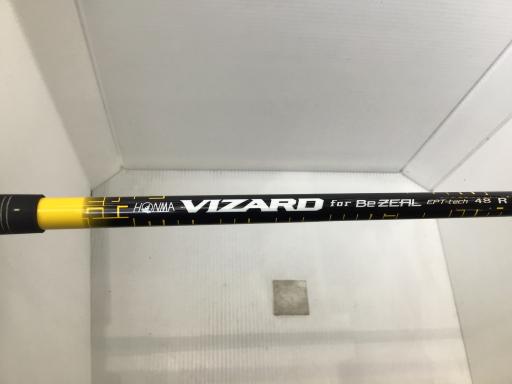 HONMA VIZARD for Be ZEAL EPT-tech 48 R